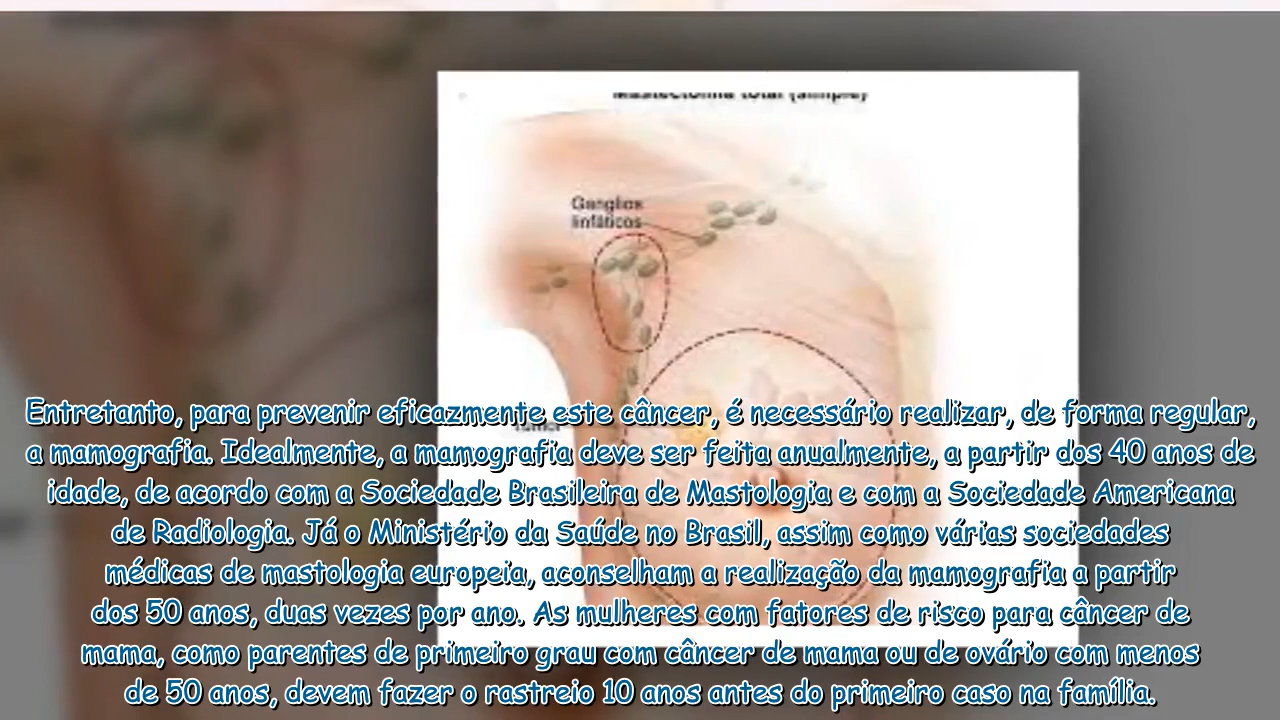 Mastectomia total (simple)
Ganglios
linfáticos
Entretanto, para prevenir eficazmente este câncer, é necessário realizar, de forma regular,
a mamografia. Idealmente, a mamografia deve ser feita anualmente, a partir dos 40 anos de
idade, de acordo com a Sociedade Brasileira de Mastologia e com a Sociedade Americana
de Radiologia. Já o Ministério da Saúde no Brasil, assim como várias sociedades
médicas de mastologia europeia, aconselham a realização da mamografia a partir
dos 50 anos, duas vezes por ano. As mulheres com fatores de risco para câncer de
mama, como parentes de primeiro grau com câncer de mama ou de ovário com menos
de 50 anos, devem fazer o rastreio 10 anos antes do primeiro caso na família.